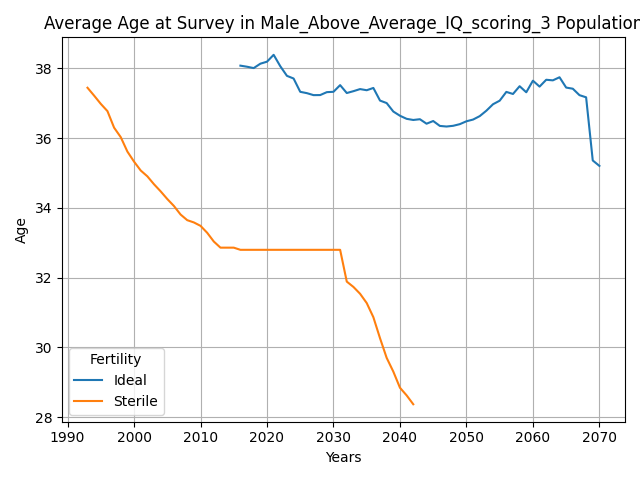 Average Age at Survey in Male_Above_Average_IQ_scoring_3 Population
38
36
34
32
30
28
Age
Fertility
Ideal
Sterile
1990 2000 2010 2020 2030 2040 2050 2060 2070
Years